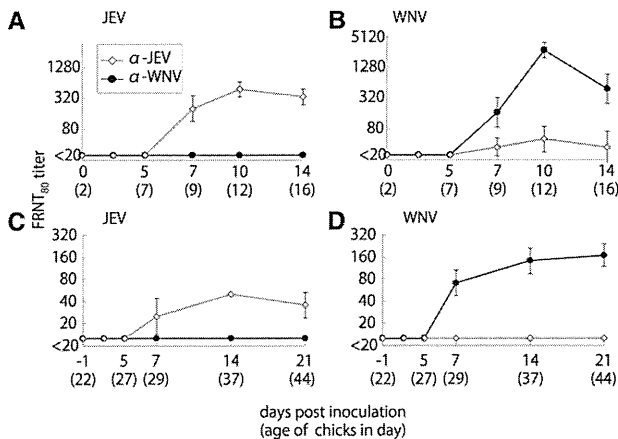 A
JEV
1280
320
80
<20
α-JEV
α-WNV
0 5 7 10 14
(2) (7) (9) (12) (16)
B
WNV
5120
1280
320
80
<20
0 5 7 10 14
(2) (7) (9) (12) (16)
FRNT80 titer
C
JEV
320
160
80
40
20
<20
-1 5 7 14 21
(22) (27) (29) (37) (44)
D
WNV
320
160
80
40
20
<20
-1 5 7 14 21
(22) (27) (29) (37) (44)
days post inoculation
(age of chicks in day)